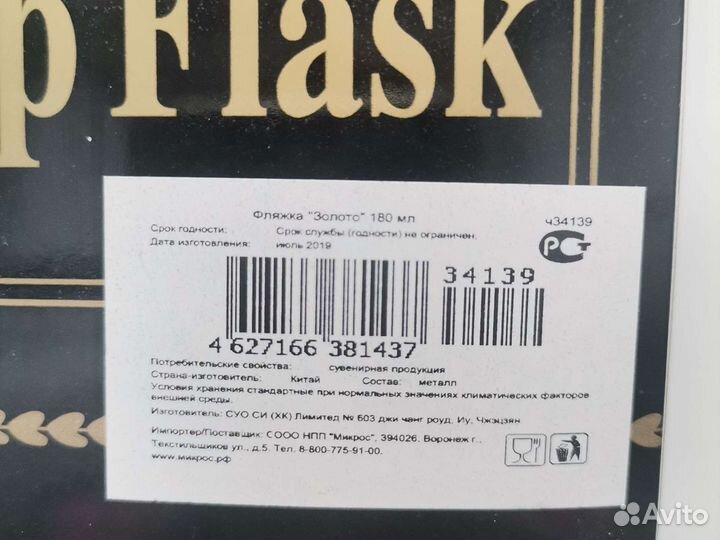 p Flask
Фляжка "Золото" 180 мл
ч34139
Срок годности: Срок службы (годности) не ограничен.
Дата изготовления: июль 2019
РСТ
34139
4 627166 381437
Потребительские свойства: сувенирная продукция
Страна-изготовитель: Китай Состав: металл
Условия хранения стандартные при нормальных значениях климатических факторов
внешней среды.
Изготовитель: СУО СИ (ХК) Лимитед № 603 джи чанг роуд, Иу, Чжэцзян
Импортер/Поставщик: СООО НПП "Микрос", 394026, Воронеж г.,
Текстильщиков ул., д.5. Тел. 8-800-775-91-00.
www.микрос.рф
Avito